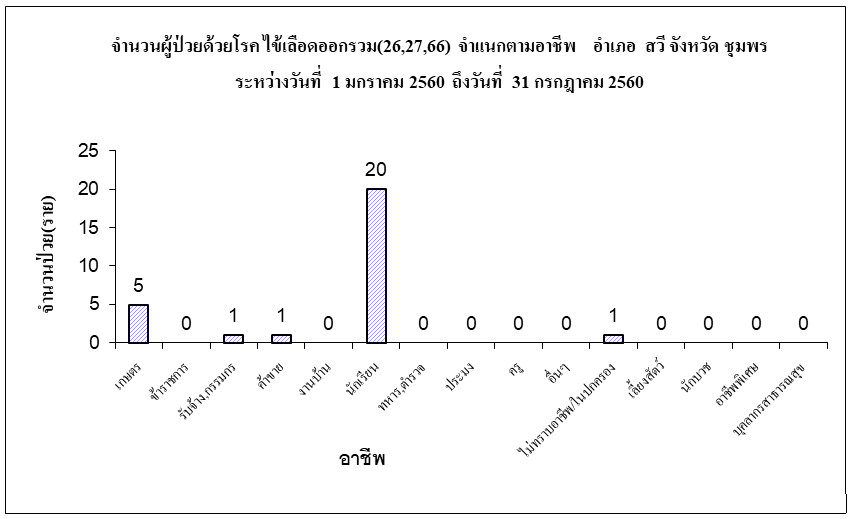 จำนวนผู้ป่วยด้วยโรค ไข้เลือดออกรวม(26,27,66) จำแนกตามอาชีพ อำเภอ สวี จังหวัด ชุมพร
ระหว่างวันที่ 1 มกราคม 2560 ถึงวันที่ 31 กรกฎาคม 2560
จำนวนป่วย(ราย)
25
20
15
10
5
0
5
0
1
1
0
20
0
0
0
0
1
0
0
0
0
เกษตร
ข้าราชการ
รับจ้าง,กรรมกร
ค้าขาย
งานบ้าน
นักเรียน
ทหาร,ตำรวจ
ประมง
ครู
อื่นๆ
ไม่ทราบอาชีพ/ในปกครอง
เลี้ยงสัตว์
นักบวช
อาชีพพิเศษ
บุคลากรสาธารณสุข
อาชีพ